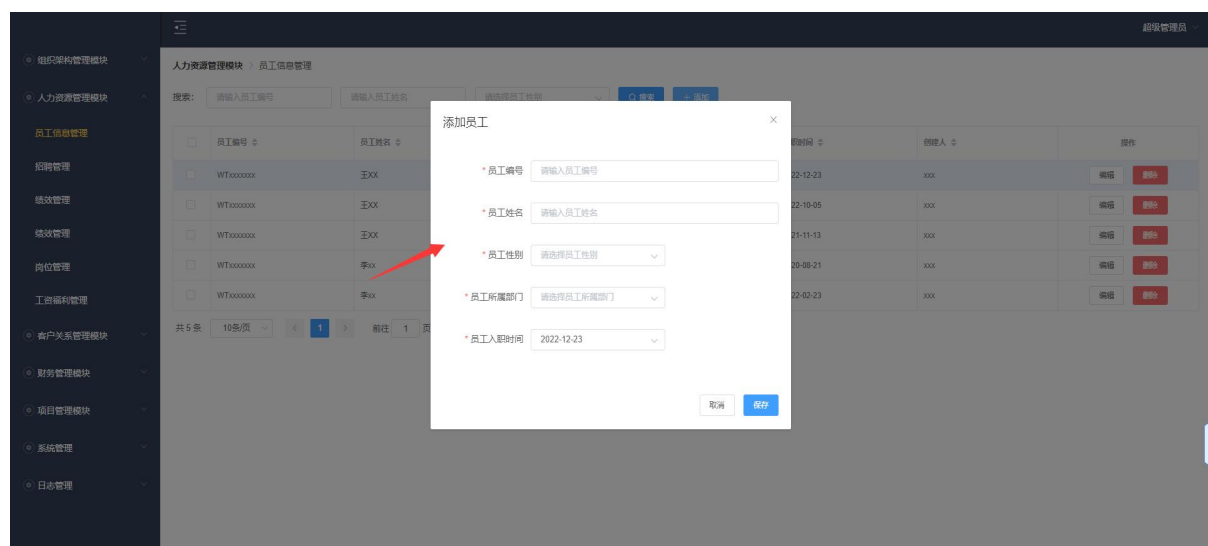 超级管理员
组织架构管理模块
人力资源管理模块
员工信息管理
招聘管理
绩效管理
绩效管理
岗位管理
工资福利管理
客户关系管理模块
财务管理模块
项目管理模块
系统管理
日志管理
人力资源管理模块 > 员工信息管理
搜索: 请输入员工编号 请输入员工姓名 请选择员工性别 搜索 + 添加
员工编号 员工姓名 创建人 操作
WTxxxxxxx 王XX 22-12-23 xxx 编辑 删除
WTxxxxxxx 王XX 22-10-05 xxx 编辑 删除
WTxxxxxxx 王XX 21-11-13 xxx 编辑 删除
WTxxxxxxx 李xx 20-08-21 xxx 编辑 删除
WTxxxxxxx 李xx 22-02-23 xxx 编辑 删除
共 5 条 10条/页 < 1 > 前往 1 页
添加员工 ×
* 员工编号 请输入员工编号
* 员工姓名 请输入员工姓名
* 员工性别 请选择员工性别
* 员工所属部门 请选择员工所属部门
* 员工入职时间 2022-12-23
取消 保存